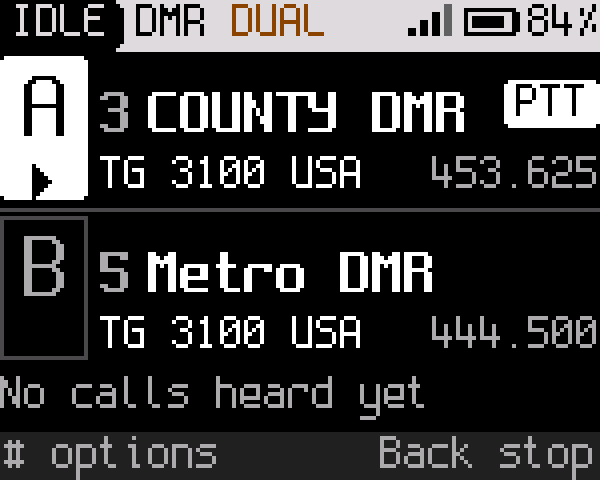 IDLE DMR DUAL 84%
A 3 COUNTY DMR PTT
TG 3100 USA 453.625
B 5 Metro DMR
TG 3100 USA 444.500
No calls heard yet
# options Back stop